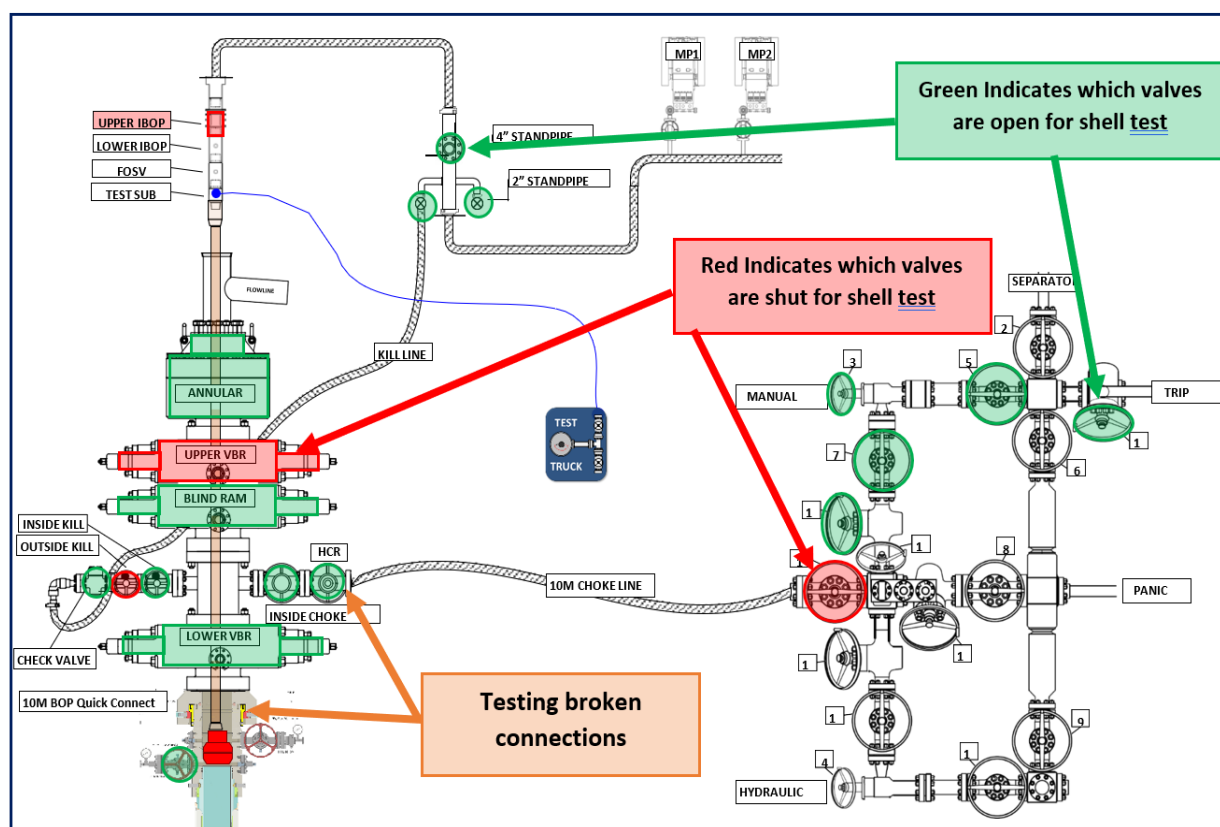 MP1
MP2
Green Indicates which valves
are open for shell test
UPPER IBOP
LOWER IBOP
FOSV
TEST SUB
4” STANDPIPE
2” STANDPIPE
Red Indicates which valves
are shut for shell test
FLOWLINE
SEPARATO
2
KILL LINE
3
5
ANNULAR
MANUAL
TRIP
1
TEST
TRUCK
UPPER VBR
7
6
BLIND RAM
INSIDE KILL
OUTSIDE KILL
1
1
HCR
8
10M CHOKE LINE
PANIC
INSIDE CHOKE
LOWER VBR
CHECK VALVE
1
1
10M BOP Quick Connect
Testing broken
connections
1
9
4
1
HYDRAULIC